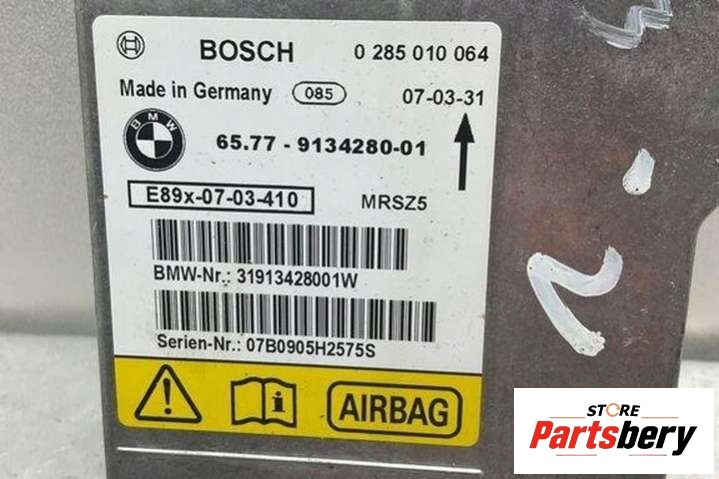 BOSCH 0 285 010 064
Made in Germany 085 07-03-31
BMW 65.77 - 9134280-01
E89x-07-03-410 MRSZ5
BMW-Nr.: 31913428001W
Serien-Nr.: 07B0905H2575S
AIRBAG
STORE
Partsbery